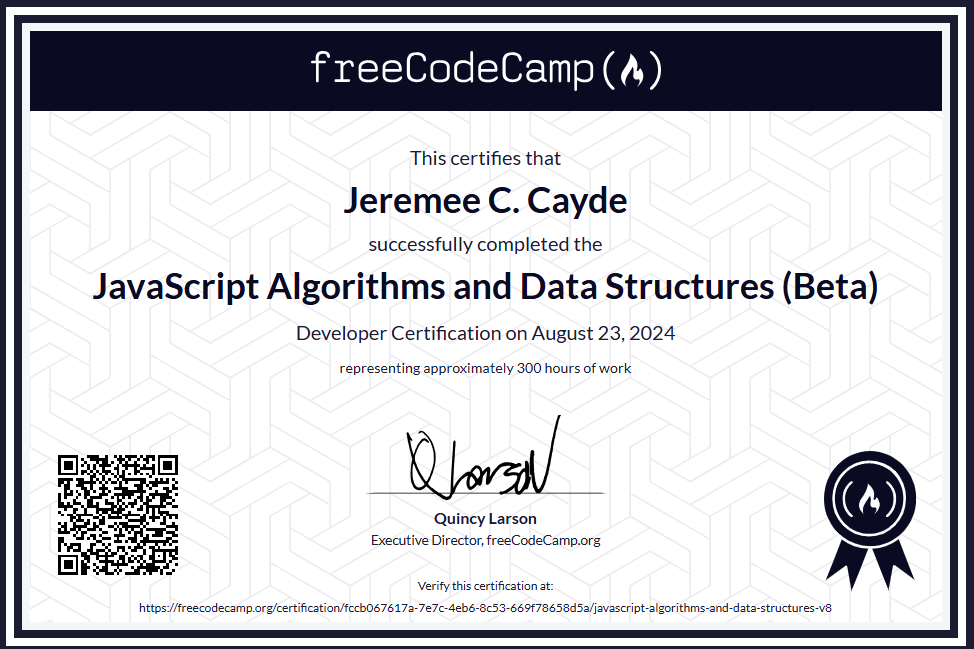 freeCodeCamp
This certifies that
Jeremee C. Cayde
successfully completed the
JavaScript Algorithms and Data Structures (Beta)
Developer Certification on August 23, 2024
representing approximately 300 hours of work
QLarson
Quincy Larson
Executive Director, freeCodeCamp.org
Verify this certification at:
https://freecodecamp.org/certification/fccb067617a-7e7c-4eb6-8c53-669f78658d5a/javascript-algorithms-and-data-structures-v8